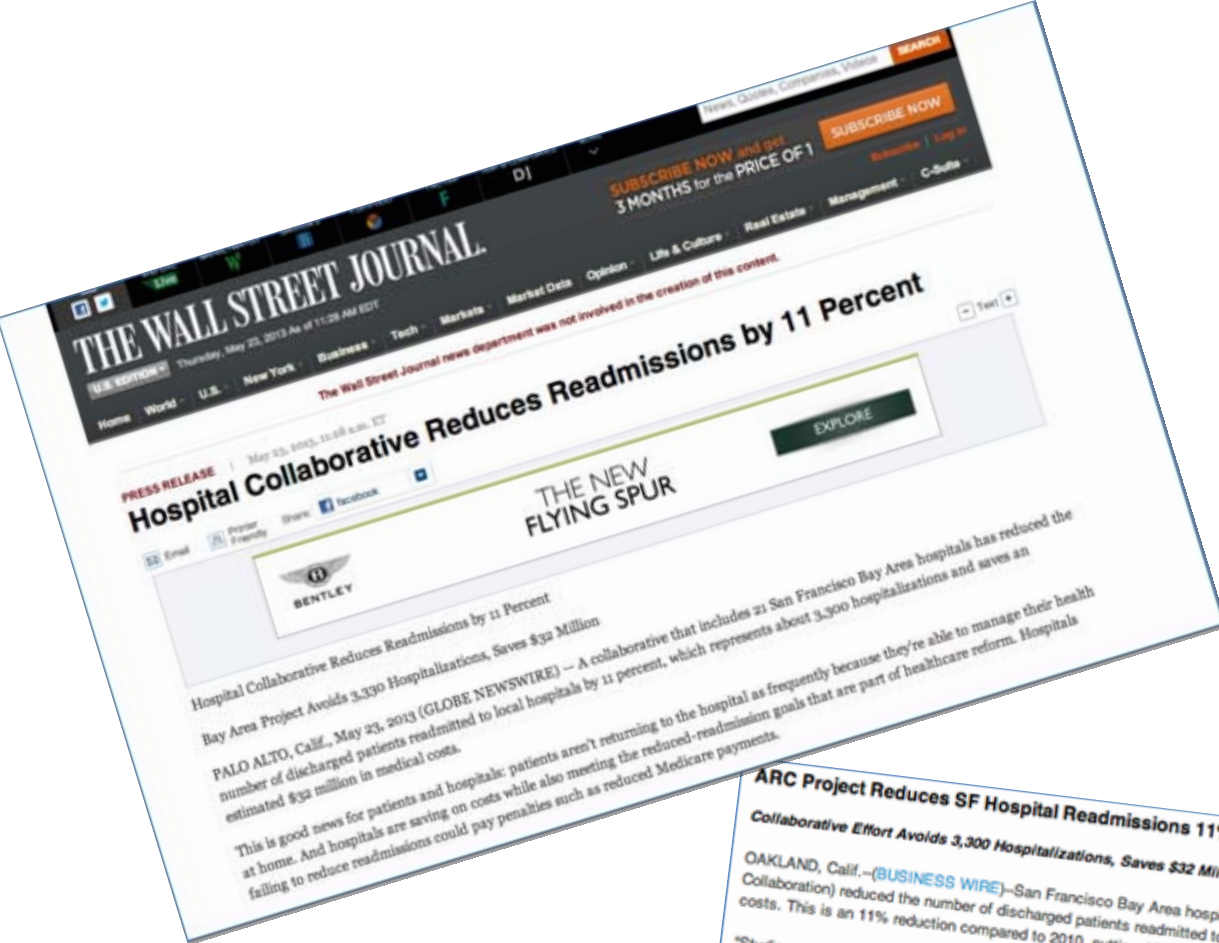 News, Quotes, Companies, Videos
SEARCH
SUBSCRIBE NOW and get
3 MONTHS for the PRICE OF 1
SUBSCRIBE NOW
Subscribe | Log In
Live
W
F
DJ
THE WALL STREET JOURNAL.
U.S. EDITION
Thursday, May 23, 2013 As of 11:28 AM EDT
Home World U.S. New York Business Tech Markets Market Data Opinion Life & Culture Real Estate Management C-Suite
The Wall Street Journal news department was not involved in the creation of this content.
PRESS RELEASE | May 23, 2013, 11:28 a.m. ET
Hospital Collaborative Reduces Readmissions by 11 Percent
Email
Printer
Friendly
Share:
facebook
Text
BENTLEY
THE NEW
FLYING SPUR
EXPLORE
Hospital Collaborative Reduces Readmissions by 11 Percent
Bay Area Project Avoids 3,330 Hospitalizations, Saves $32 Million
PALO ALTO, Calif., May 23, 2013 (GLOBE NEWSWIRE) -- A collaborative that includes 21 San Francisco Bay Area hospitals has reduced the
number of discharged patients readmitted to local hospitals by 11 percent, which represents about 3,300 hospitalizations and saves an
estimated $32 million in medical costs.
This is good news for patients and hospitals: patients aren't returning to the hospital as frequently because they're able to manage their health
at home. And hospitals are saving on costs while also meeting the reduced-readmission goals that are part of healthcare reform. Hospitals
failing to reduce readmissions could pay penalties such as reduced Medicare payments.
ARC Project Reduces SF Hospital Readmissions 11%
Collaborative Effort Avoids 3,300 Hospitalizations, Saves $32 Mil
OAKLAND, Calif.--(BUSINESS WIRE)--San Francisco Bay Area hosp
Collaboration) reduced the number of discharged patients readmitted to
costs. This is an 11% reduction compared to 2010